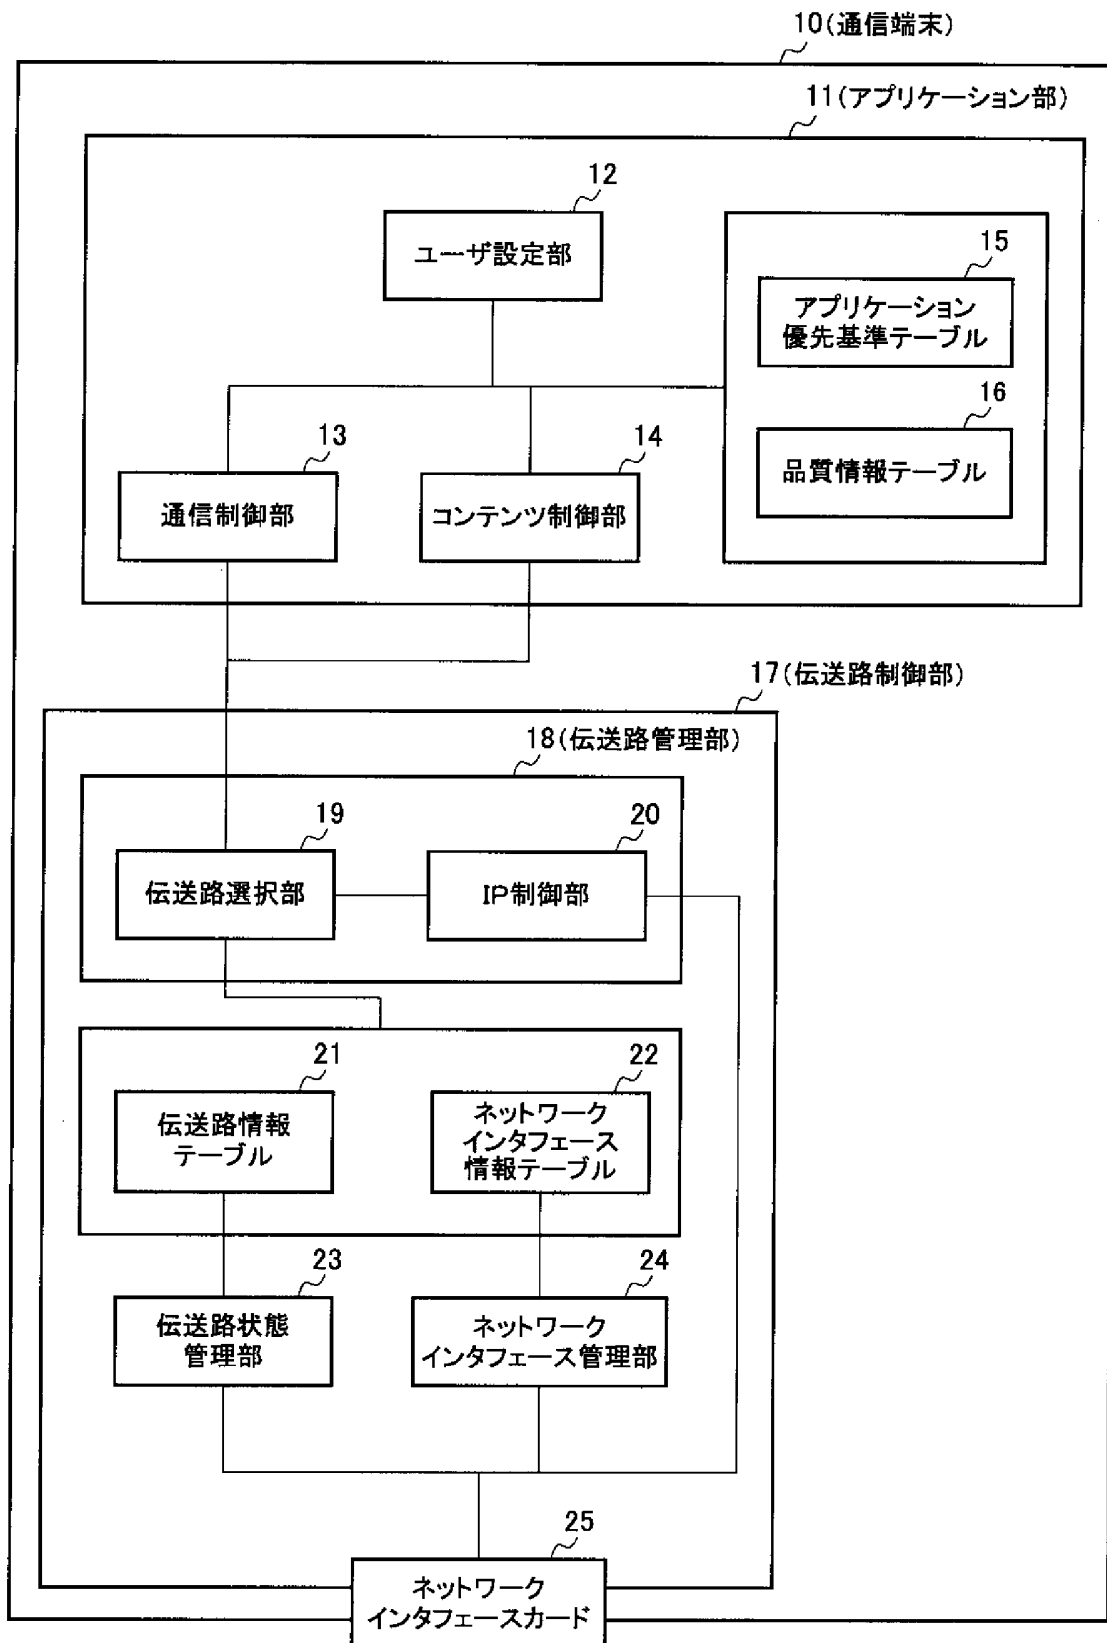 10(通信端末)
11(アプリケーション部)
12
ユーザ設定部
15
アプリケーション
優先基準テーブル
16
品質情報テーブル
13
通信制御部
14
コンテンツ制御部
17(伝送路制御部)
18(伝送路管理部)
19
伝送路選択部
20
IP制御部
21
伝送路情報
テーブル
22
ネットワーク
インタフェース
情報テーブル
23
伝送路状態
管理部
24
ネットワーク
インタフェース管理部
25
ネットワーク
インタフェースカード